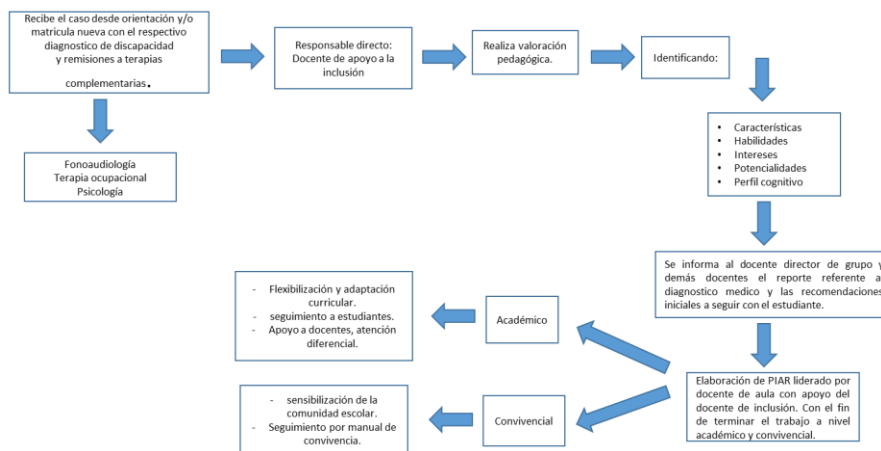 Recibe el caso desde orientación y/o
matricula nueva con el respectivo
diagnostico de discapacidad
y remisiones a terapias
complementarias.
Responsable directo:
Docente de apoyo a la
inclusión
Realiza valoración
pedagógica.
Identificando:
Fonoaudiología
Terapia ocupacional
Psicología
• Características
• Habilidades
• Intereses
• Potencialidades
• Perfil cognitivo
Se informa al docente director de grupo y
demás docentes el reporte referente a
diagnostico medico y las recomendaciones
iniciales a seguir con el estudiante.
- Flexibilización y adaptación
curricular.
- seguimiento a estudiantes.
- Apoyo a docentes, atención
diferencial.
Académico
Elaboración de PIAR liderado por
docente de aula con apoyo del
docente de inclusión. Con el fin
de terminar el trabajo a nivel
académico y convivencial.
- sensibilización de la
comunidad escolar.
- Seguimiento por manual de
convivencia.
Convivencial